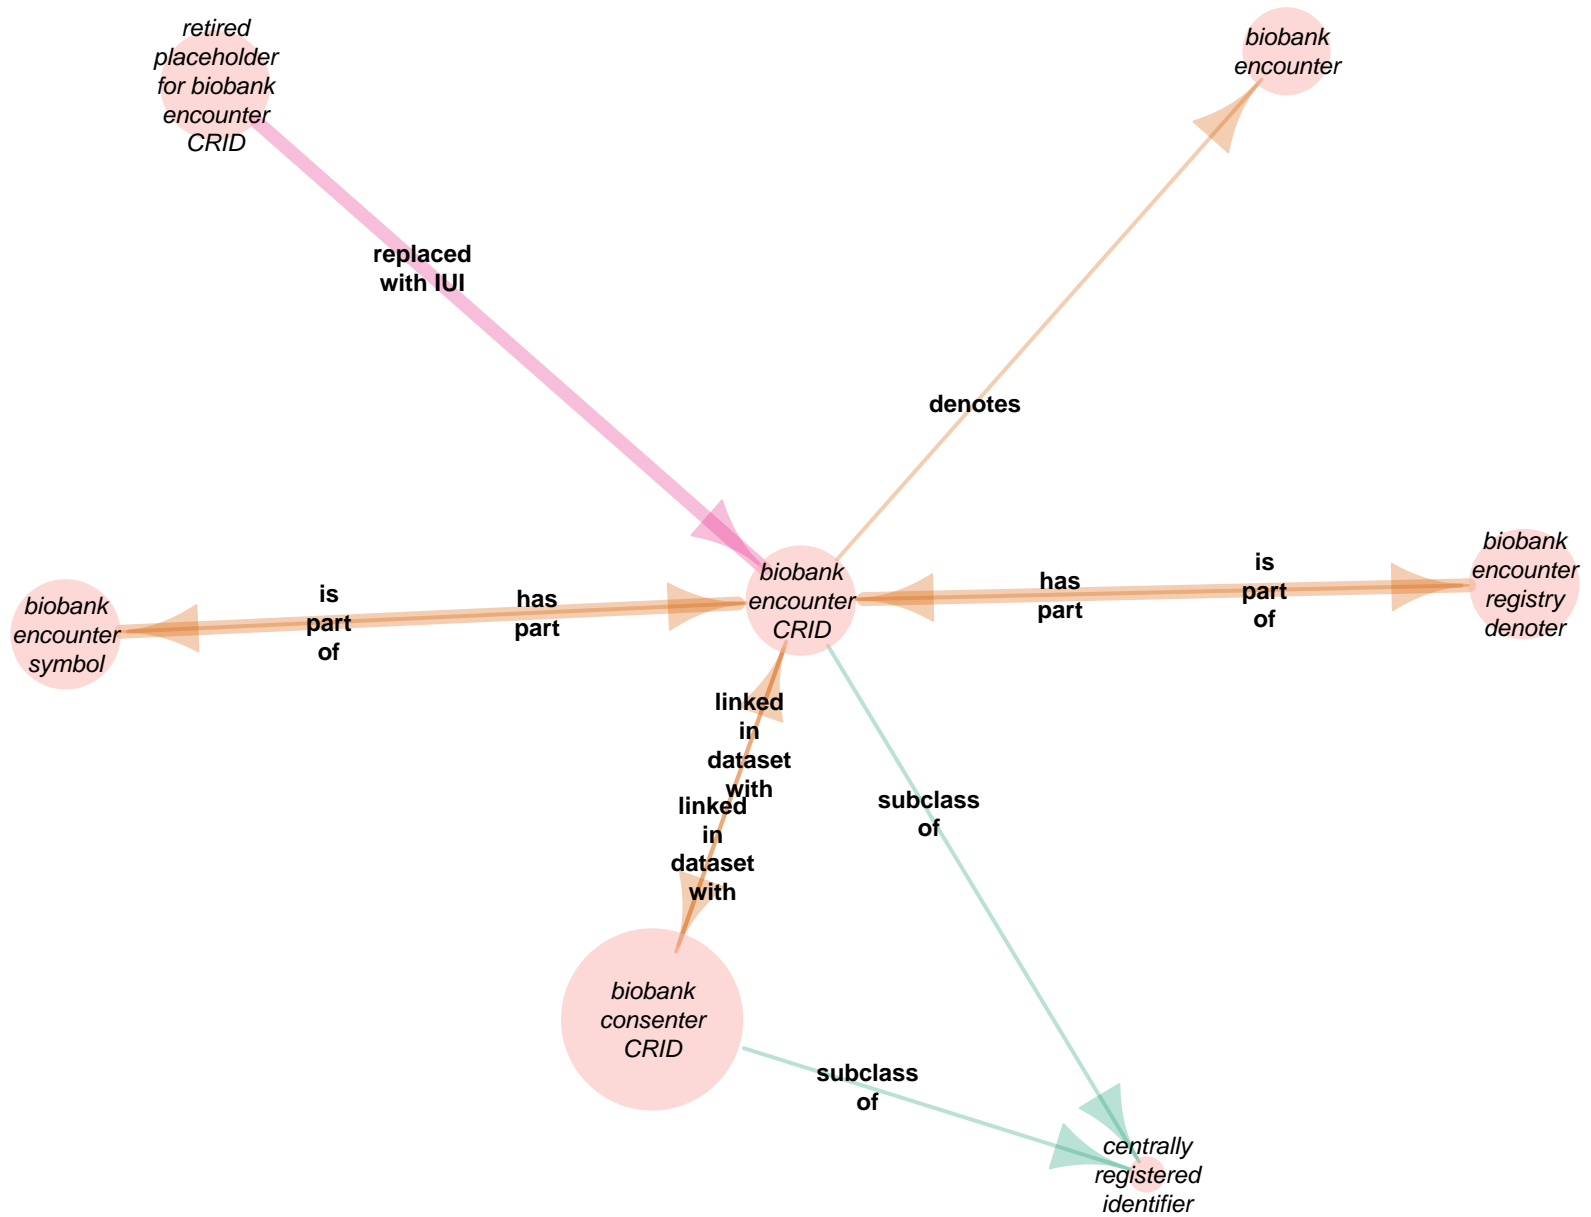 retired
placeholder
for biobank
encounter
CRID
biobank
encounter
replaced
with IUI
denotes
biobank
encounter
symbol
is
part
of
has
part
biobank
encounter
CRID
has
part
is
part
of
biobank
encounter
registry
denoter
linked
in
dataset
with
linked
in
dataset
with
subclass
of
biobank
consenter
CRID
subclass
of
centrally
registered
identifier